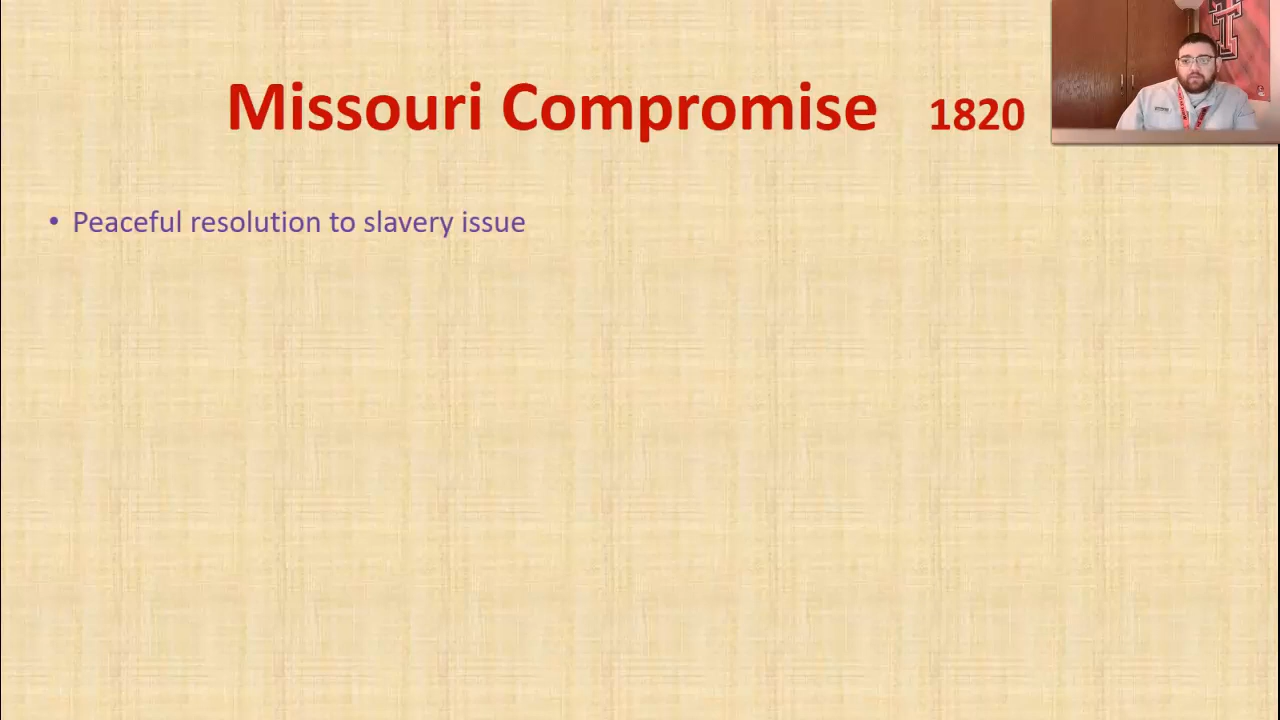 Missouri Compromise 1820
• Peaceful resolution to slavery issue